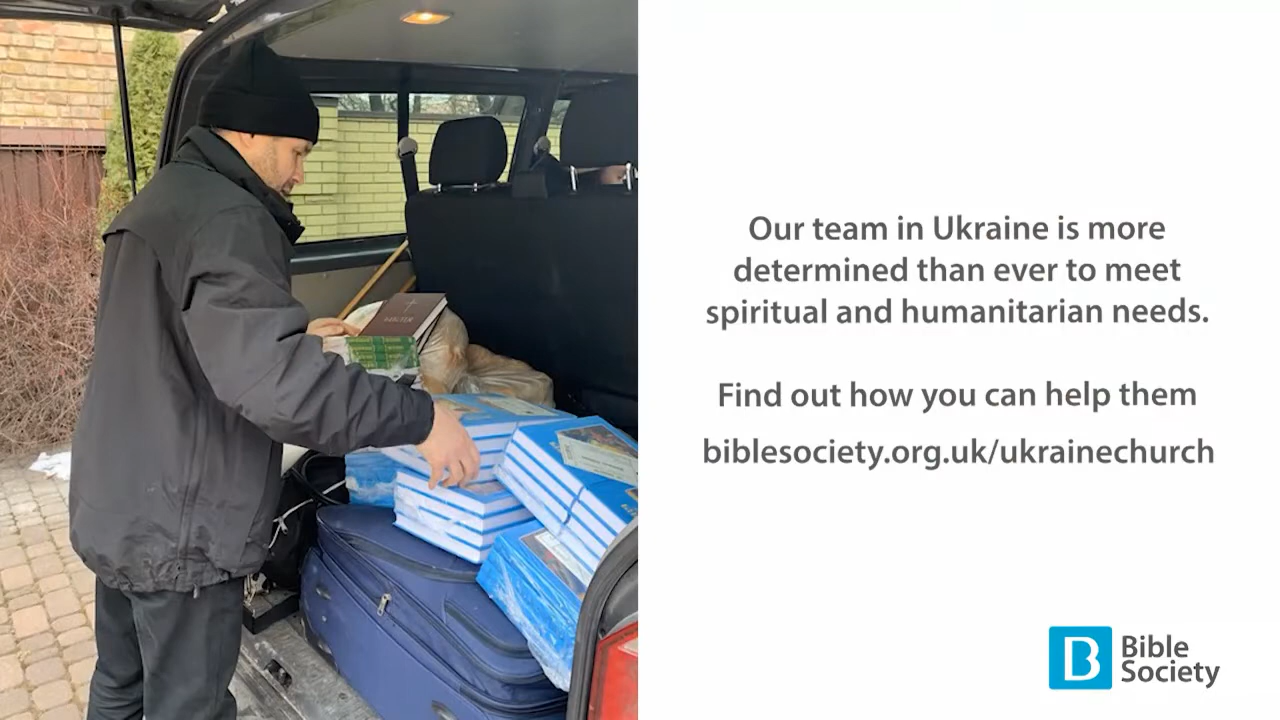 Our team in Ukraine is more
determined than ever to meet
spiritual and humanitarian needs.
Find out how you can help them
biblesociety.org.uk/ukrainechurch
B
Bible
Society